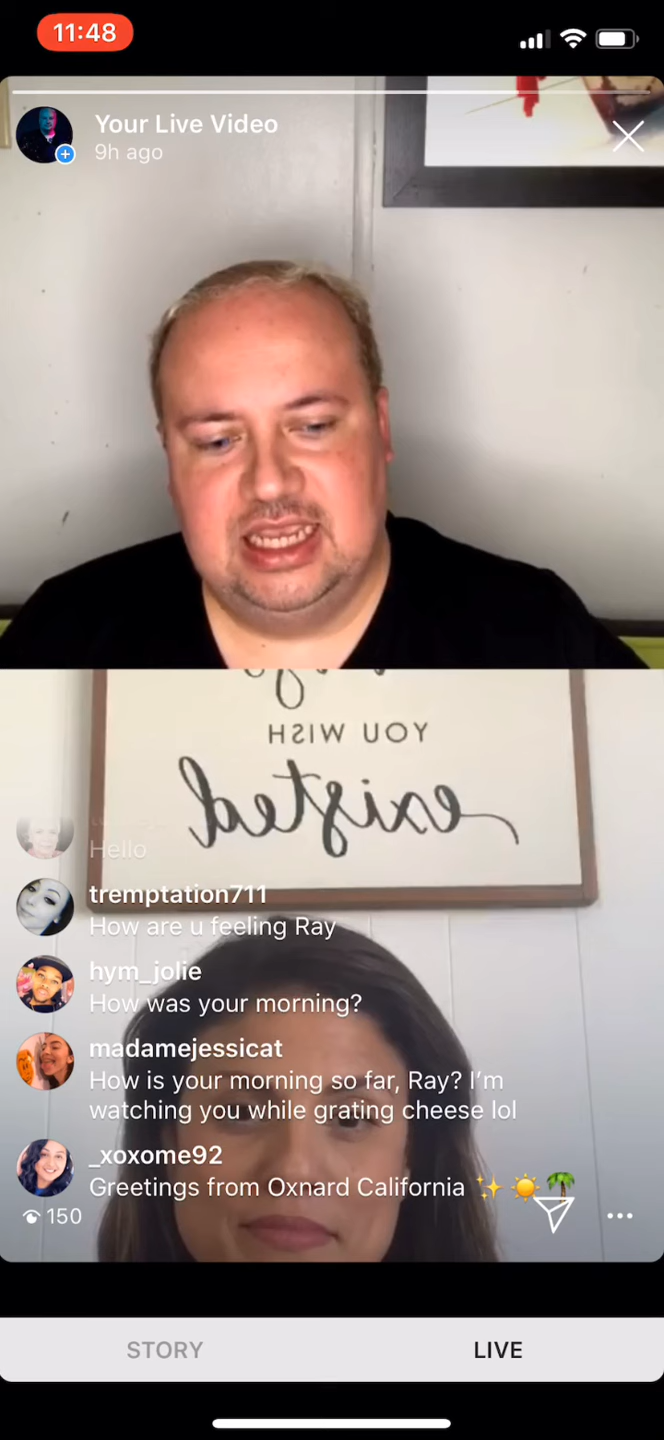 11:48
Your Live Video
9h ago
YOU WISH
existed
Hello
tremptation711
How are u feeling Ray
hym_jolie
How was your morning?
madamejessicat
How is your morning so far, Ray? I’m
watching you while grating cheese lol
_xoxome92
Greetings from Oxnard California ✨☀️🌴
150
STORY
LIVE